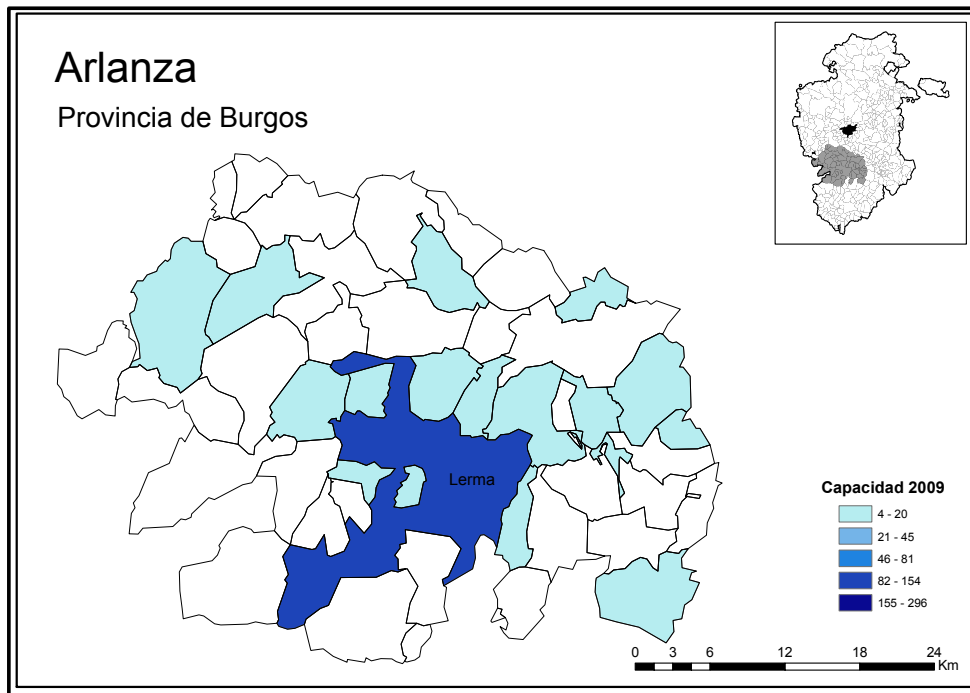 Arlanza
Provincia de Burgos
Lerma
Capacidad 2009
4 - 20
21 - 45
46 - 81
82 - 154
155 - 296
0 3 6 12 18 24
Km